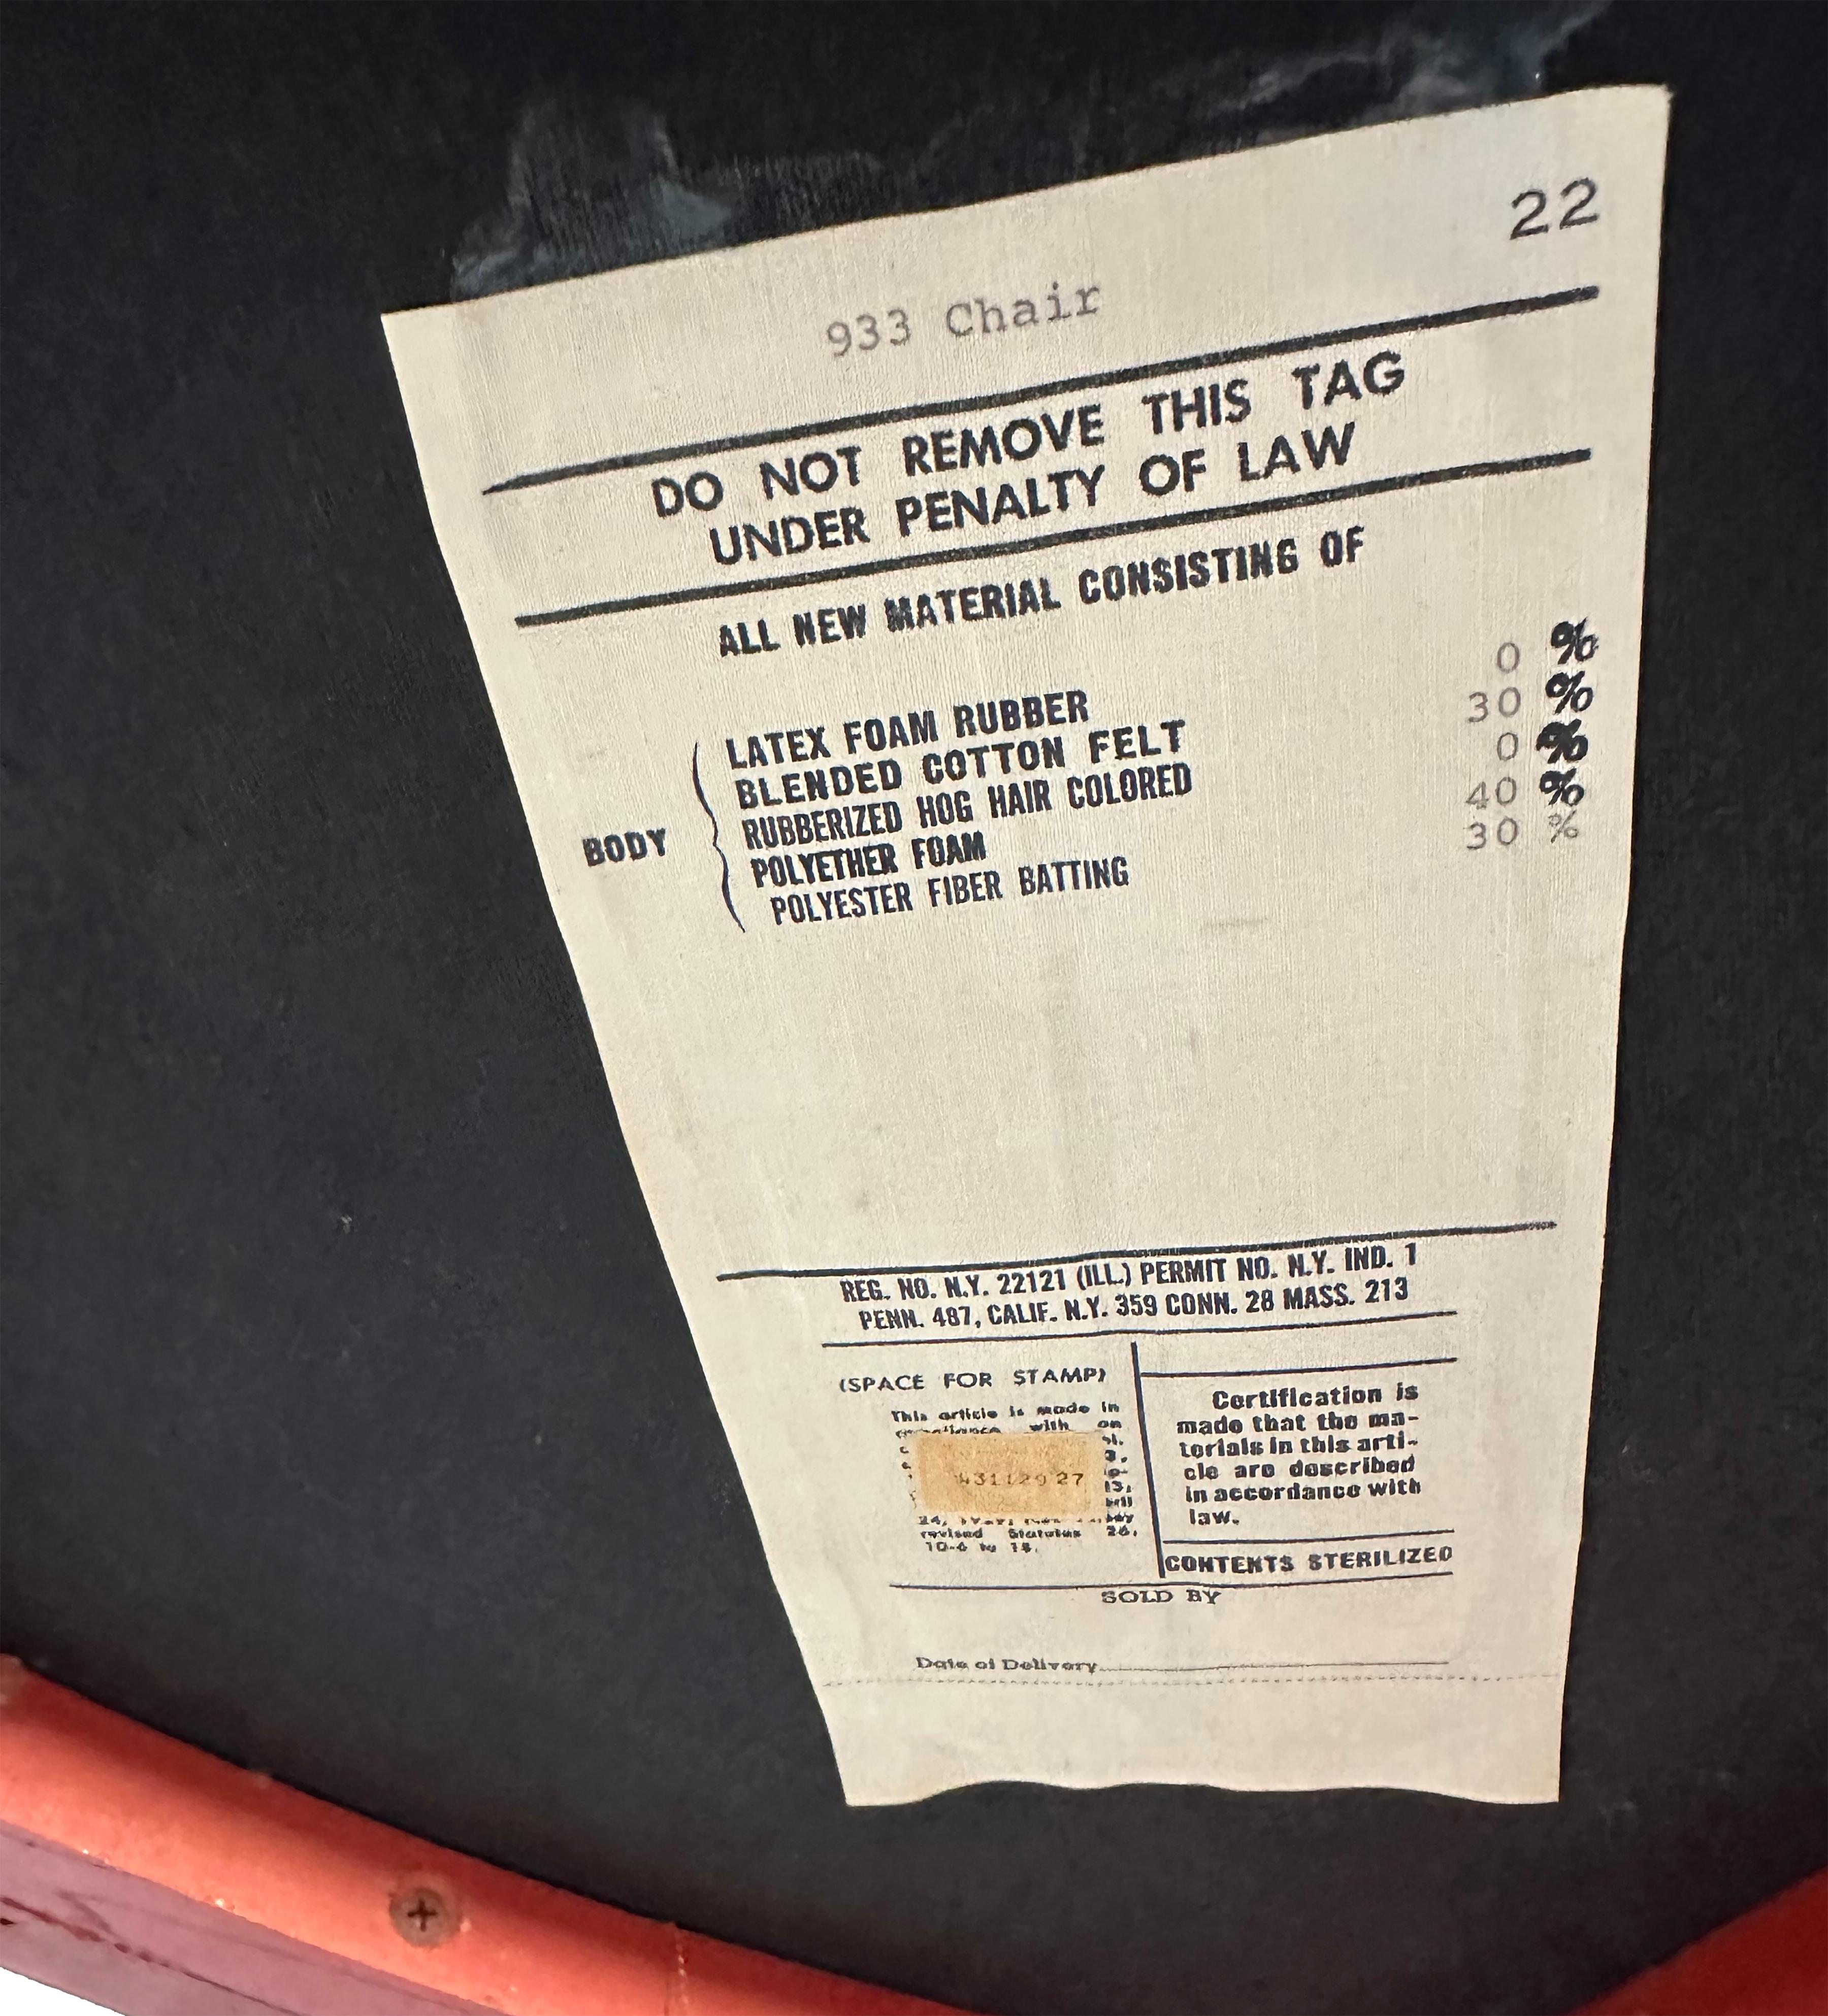 22
933 Chair
DO NOT REMOVE THIS TAG
UNDER PENALTY OF LAW
ALL NEW MATERIAL CONSISTING OF
BODY
LATEX FOAM RUBBER 0 %
BLENDED COTTON FELT 30 %
RUBBERIZED HOG HAIR COLORED 0 %
POLYETHER FOAM 40 %
POLYESTER FIBER BATTING 30 %
REG. NO. N.Y. 22121 (ILL.) PERMIT NO. N.Y. IND. 1
PENN. 487, CALIF. N.Y. 359 CONN. 28 MASS. 213
(SPACE FOR STAMP)
This article is made in
with an
24,
revised Statutes 26,
10-6 to 18.
Certification is
made that the ma-
terials in this arti-
cle are described
in accordance with
law.
CONTENTS STERILIZED
SOLD BY
Date of Delivery